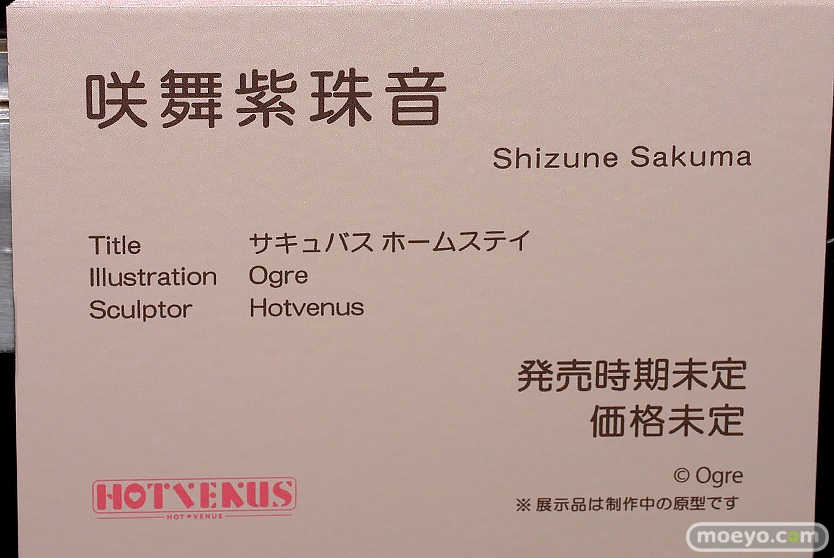 咲舞紫珠音
Shizune Sakuma
Title サキュバス ホームステイ
Illustration Ogre
Sculptor Hotvenus
発売時期未定
価格未定
© Ogre
※展示品は制作中の原型です
HOTVENUS
HOT♥VENUS
moeyo.com